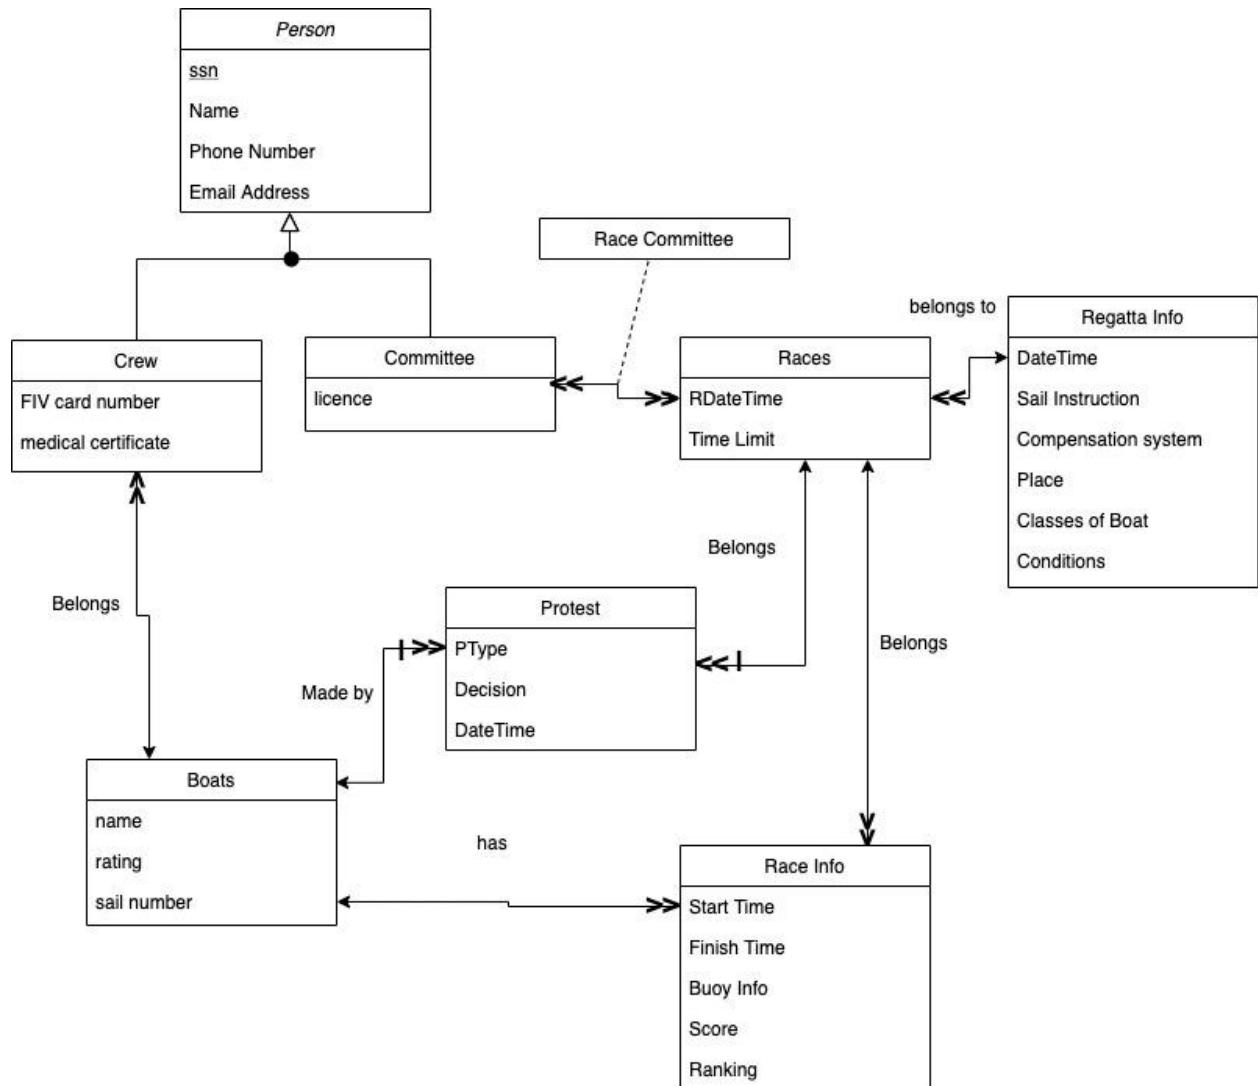 Person
ssn
Name
Phone Number
Email Address
Race Committee
belongs to
Regatta Info
DateTime
Sail Instruction
Compensation system
Place
Classes of Boat
Conditions
Crew
FIV card number
medical certificate
Committee
licence
Races
RDateTime
Time Limit
Belongs
Belongs
Protest
PType
Decision
DateTime
Belongs
Made by
Boats
name
rating
sail number
has
Race Info
Start Time
Finish Time
Buoy Info
Score
Ranking